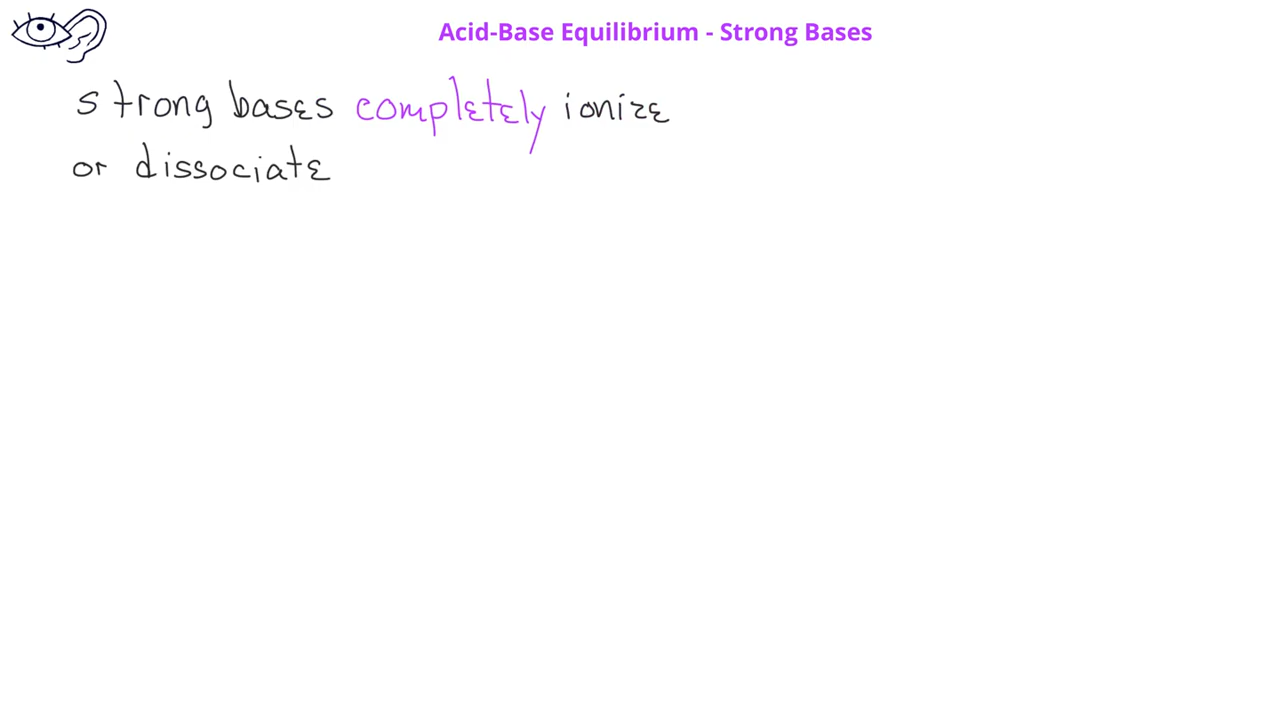 Acid-Base Equilibrium - Strong Bases
strong bases completely ionize
or dissociate